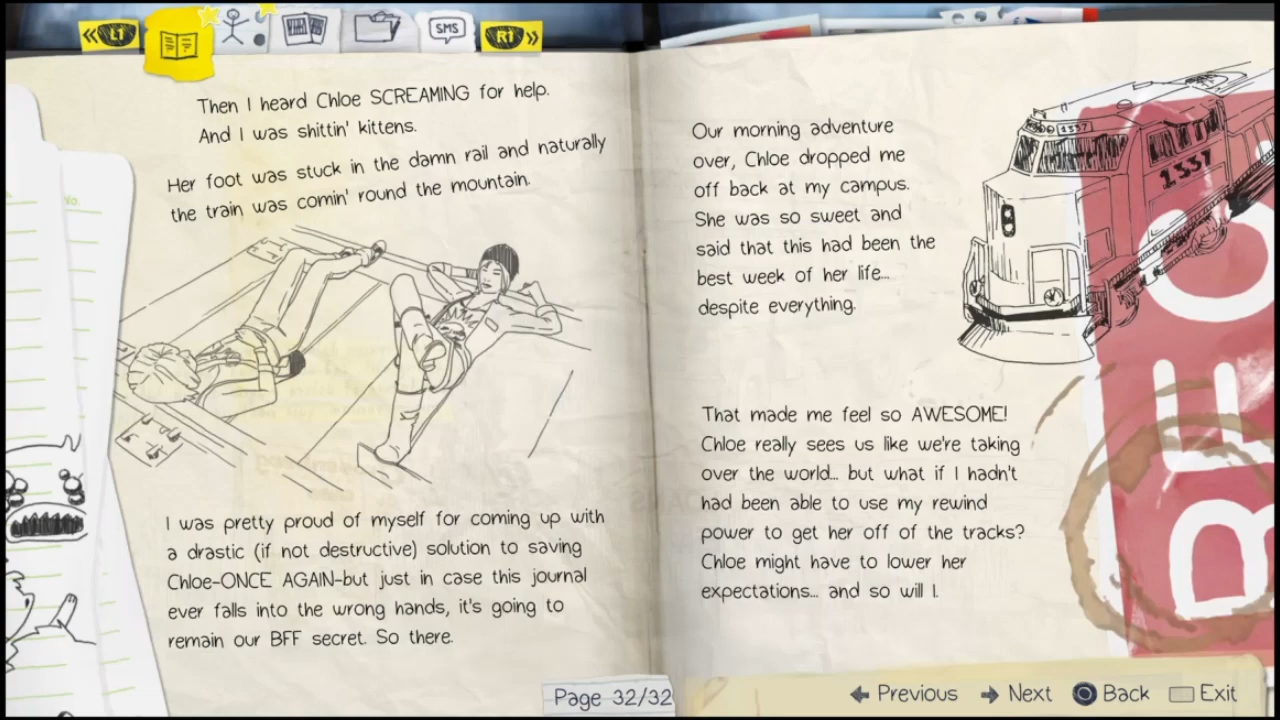 L1
SMS
R1
Then I heard Chloe SCREAMING for help.
And I was shittin' kittens.
Her foot was stuck in the damn rail and naturally
the train was comin' round the mountain.
I was pretty proud of myself for coming up with
a drastic (if not destructive) solution to saving
Chloe-ONCE AGAIN-but just in case this journal
ever falls into the wrong hands, it's going to
remain our BFF secret. So there.
Our morning adventure
over, Chloe dropped me
off back at my campus.
She was so sweet and
said that this had been the
best week of her life...
despite everything.
1337
1337
That made me feel so AWESOME!
Chloe really sees us like we're taking
over the world... but what if I hadn't
had been able to use my rewind
power to get her off of the tracks?
Chloe might have to lower her
expectations... and so will I.
No.
Page 32/32
Previous
Next
Back
Exit